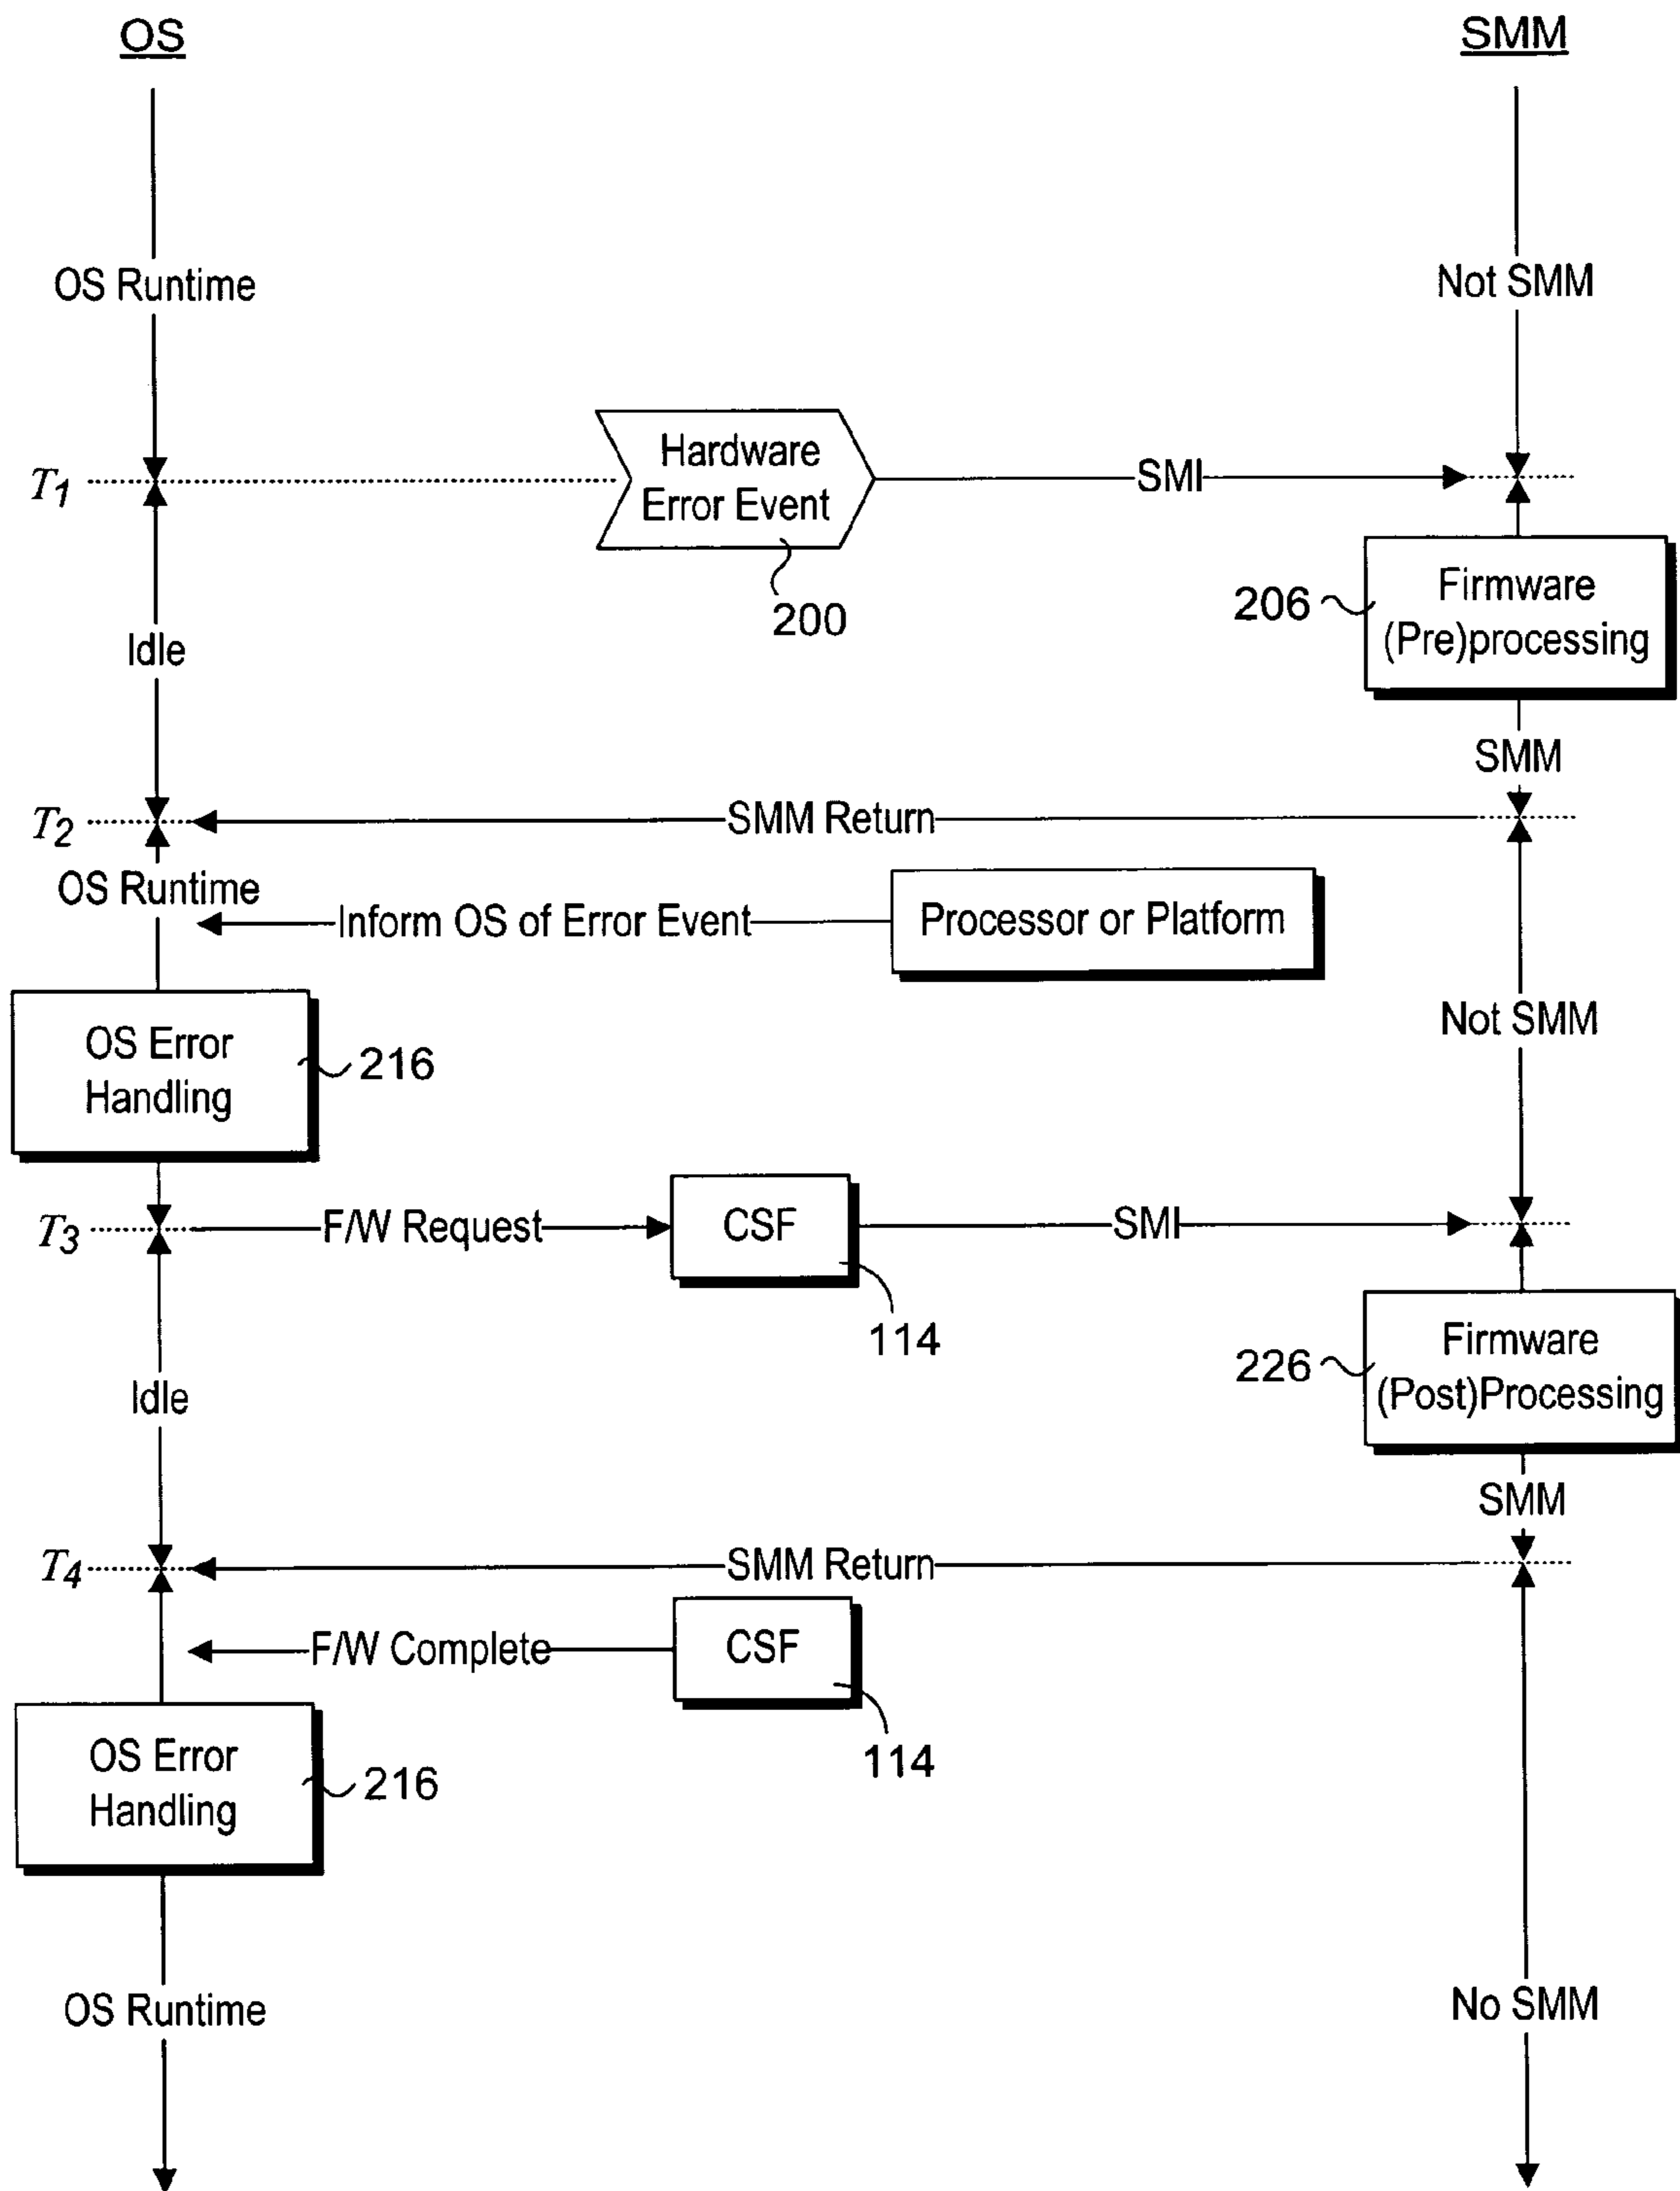 OS
SMM
OS Runtime
Not SMM
T1
Hardware
Error Event
SMI
200
206
Firmware
(Pre)processing
Idle
SMM
T2
SMM Return
OS Runtime
Inform OS of Error Event
Processor or Platform
OS Error
Handling
216
Not SMM
T3
F/W Request
CSF
SMI
114
226
Firmware
(Post)Processing
Idle
SMM
T4
SMM Return
F/W Complete
CSF
114
OS Error
Handling
216
OS Runtime
No SMM